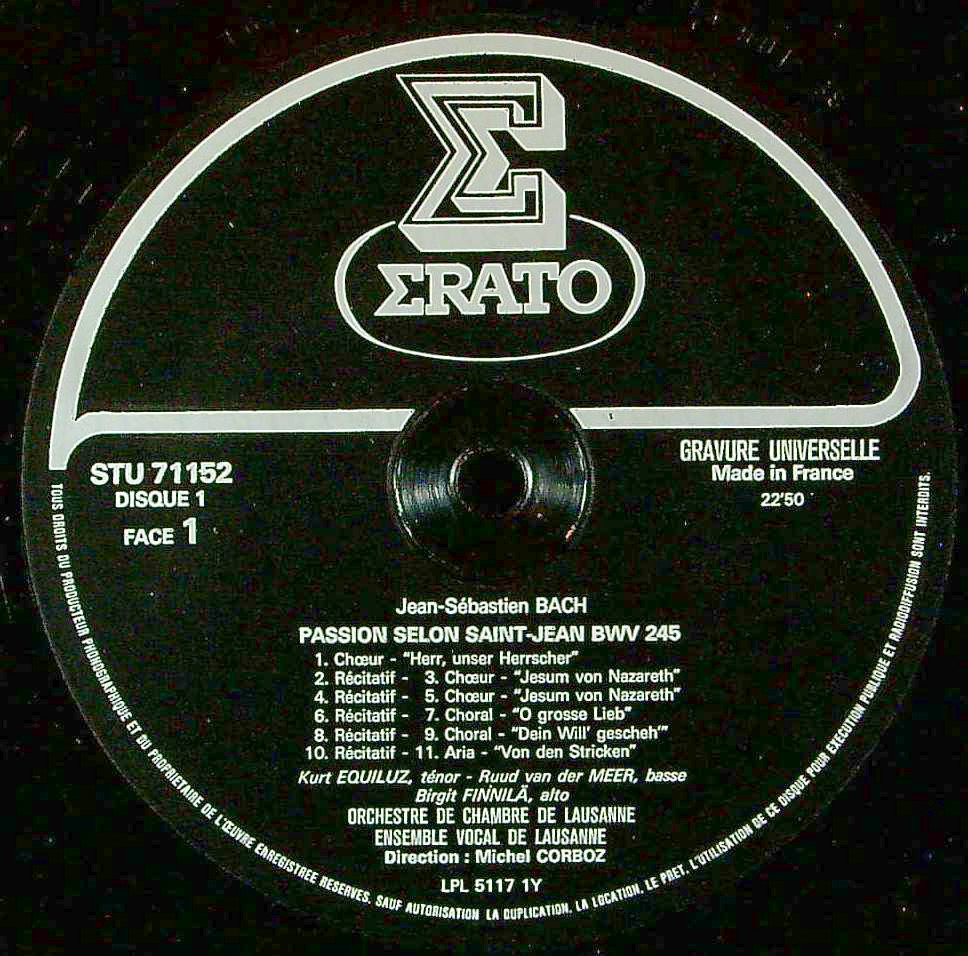 Σ
ΣRATO
STU 71152
DISQUE 1
FACE 1
GRAVURE UNIVERSELLE
Made in France
22'50
Jean-Sébastien BACH
PASSION SELON SAINT-JEAN BWV 245
1. Chœur - "Herr, unser Herrscher"
2. Récitatif - 3. Chœur - "Jesum von Nazareth"
4. Récitatif - 5. Chœur - "Jesum von Nazareth"
6. Récitatif - 7. Choral - "O grosse Lieb"
8. Récitatif - 9. Choral - "Dein Will' gescheh'"
10. Récitatif - 11. Aria - "Von den Stricken"
Kurt EQUILUZ, ténor - Ruud van der MEER, basse
Birgit FINNILÄ, alto
ORCHESTRE DE CHAMBRE DE LAUSANNE
ENSEMBLE VOCAL DE LAUSANNE
Direction : Michel CORBOZ
LPL 5117 1Y
TOUS DROITS DU PRODUCTEUR PHONOGRAPHIQUE ET DU PROPRIETAIRE DE L'ŒUVRE ENREGISTREE RESERVES. SAUF AUTORISATION LA DUPLICATION, LA LOCATION, LE PRET, L'UTILISATION DE CE DISQUE POUR EXECUTION PUBLIQUE ET RADIODIFFUSION SONT INTERDITS.